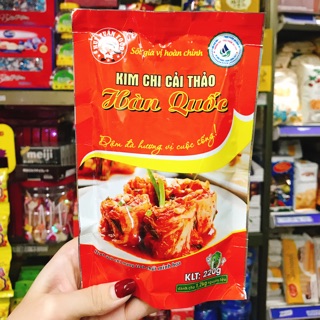 Sốt gia vị hoàn chỉnh
KIM CHI CẢI THẢO
Hàn Quốc
Đậm đà hương vị cuộc sống
KLT: 220g
meiji